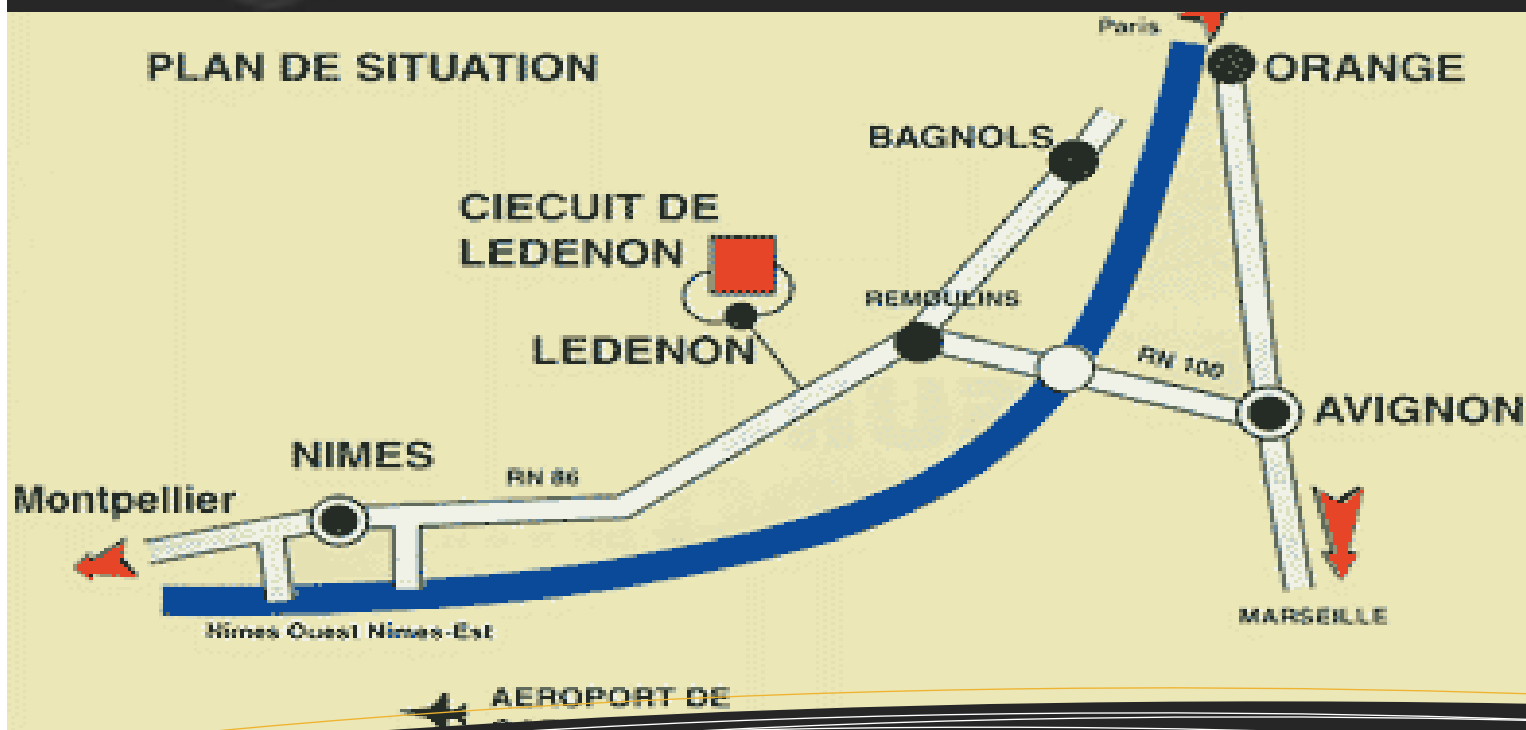 Paris
PLAN DE SITUATION
ORANGE
BAGNOLS
CIECUIT DE
LEDENON
REMOULINS
LEDENON
RN 100
AVIGNON
NIMES
RN 86
Montpellier
MARSEILLE
Nimes Ouest Nimes-Est
AEROPORT DE